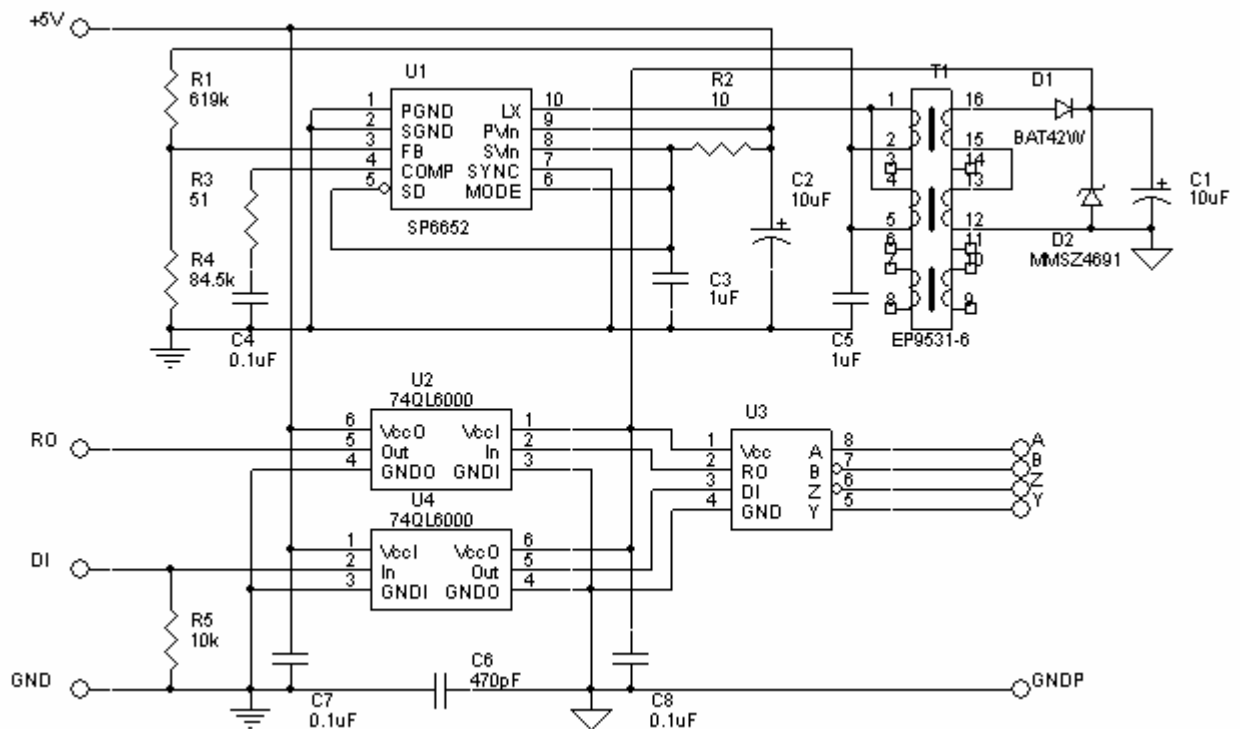 +5V
R1
619k
R3
51
R4
84.5k
C4
0.1uF
U1
1 PGND LX 10
2 SGND PVin 9
3 FB SVin 8
4 COMP SYNC 7
5 SD MODE 6
SP6652
R2
10
C2
10uF
C3
1uF
C5
1uF
T1
1 16
2 15
3 14
4 13
5 12
6 11
7 10
8 9
EP9531-6
D1
BAT42W
D2
MMSZ4691
C1
10uF
RO
U2
74QL6000
6 VccO VccI 1
5 Out In 2
4 GNDO GNDI 3
U4
74QL6000
1 VccI VccO 6
2 In Out 5
3 GNDI GNDO 4
U3
1 Vcc A 8
2 RO B 7
3 DI Z 6
4 GND Y 5
A
B
Z
Y
DI
R5
10k
GND
C7
0.1uF
C6
470pF
C8
0.1uF
GNDP